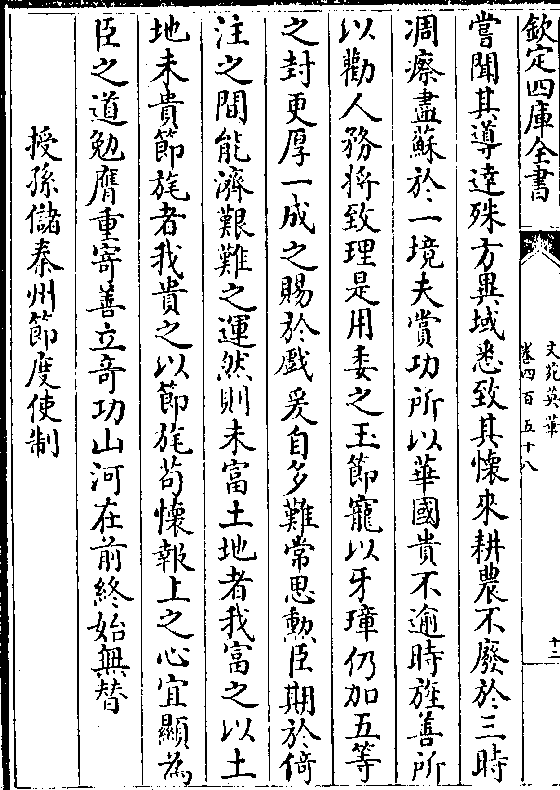 欽定四庫全書
文苑英華
卷四百五十八
十二
嘗聞其導達殊方異域悉致其懷來耕農不廢於三時
凋瘵盡蘇於一境夫賞功所以華國貴不逾時旌善所
以勸人務將致理是用委之玉節寵以牙璋仍加五等
之封更厚一成之賜於戲爰自多難常思勲臣期於倚
注之間能濟艱難之運然則未富土地者我富之以土
地未貴節旄者我貴之以節旄苟懷報上之心宜顯為
臣之道勉膺重寄善立竒功山河在前終始無替
授孫儲秦州節度使制